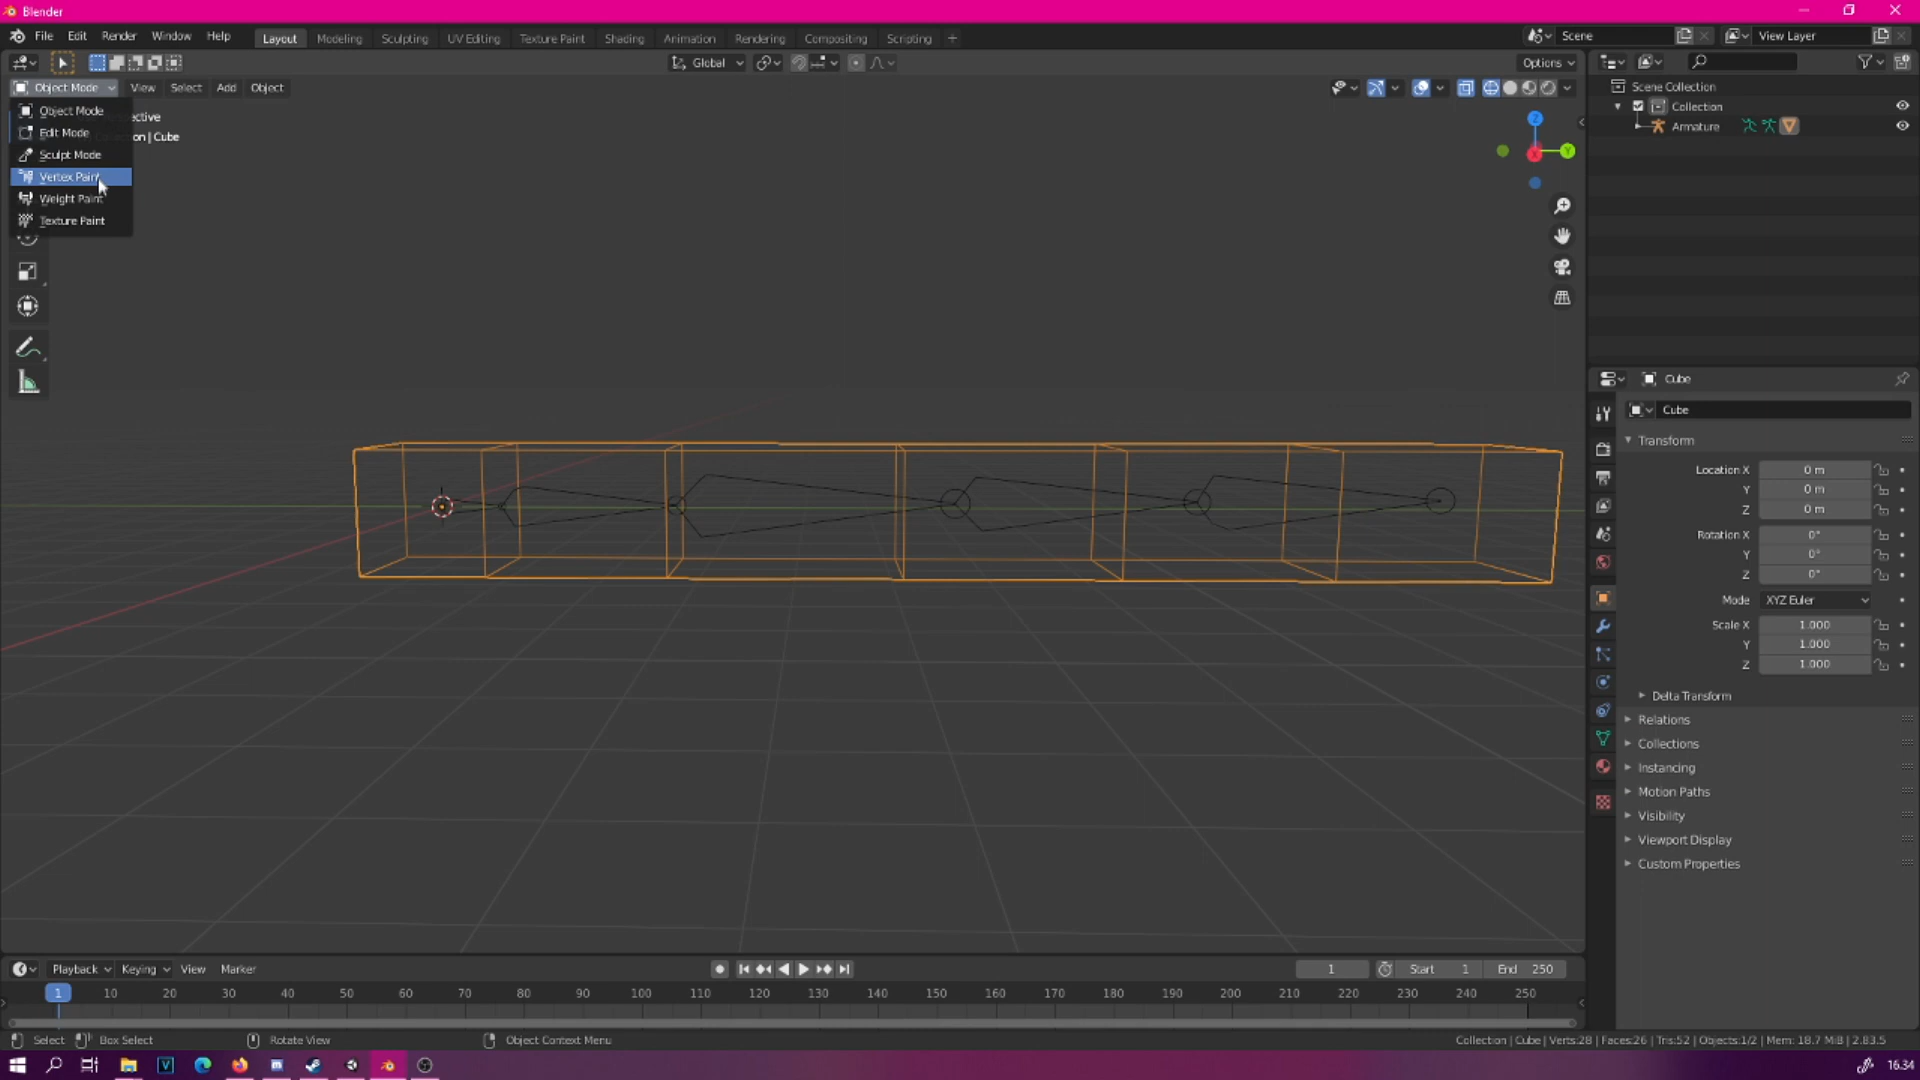 Blender
File Edit Render Window Help Layout Modeling Sculpting UV Editing Texture Paint Shading Animation Rendering Compositing Scripting + Scene View Layer
Global Options
Object Mode View Select Add Object
Object Mode
Edit Mode
Sculpt Mode
Vertex Paint
Weight Paint
Texture Paint
on | Cube
Z
Y
X
Scene Collection
Collection
Armature
Cube
Cube
Transform
Location X 0 m
Y 0 m
Z 0 m
Rotation X 0°
Y 0°
Z 0°
Mode XYZ Euler
Scale X 1.000
Y 1.000
Z 1.000
Delta Transform
Relations
Collections
Instancing
Motion Paths
Visibility
Viewport Display
Custom Properties
Playback Keying View Marker 1 Start 1 End 250
1 10 20 30 40 50 60 70 80 90 100 110 120 130 140 150 160 170 180 190 200 210 220 230 240 250
Select Box Select Rotate View Object Context Menu Collection | Cube | Verts:28 | Faces:26 | Tris:52 | Objects:1/2 | Mem: 18.7 MiB | 2.83.5
16.34